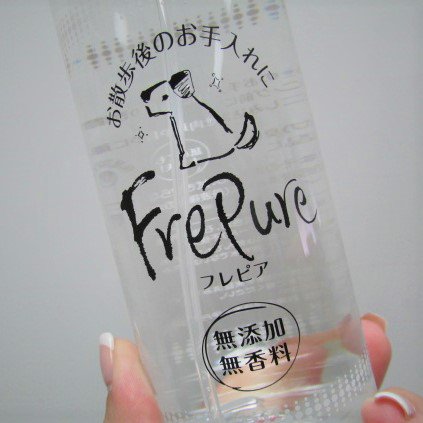 お散歩後のお手入れに
FrePure
フレピア
無添加
無香料